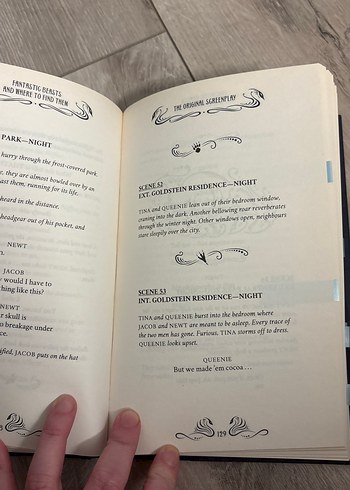 FANTASTIC BEASTS
AND WHERE TO FIND THEM
PARK—NIGHT
hurry through the frost-covered park.
e, they are almost bowled over by an
ast them, running for its life.
heard in the distance.
headgear out of his pocket, and
NEWT
n.
JACOB
y would I have to
thing like this?
NEWT
r skull is
us breakage under
ce.
ified, JACOB puts on the hat
THE ORIGINAL SCREENPLAY
SCENE 52
EXT. GOLDSTEIN RESIDENCE—NIGHT
TINA and QUEENIE lean out of their bedroom window,
craning into the dark. Another bellowing roar reverberates
through the winter night. Other windows open, neighbours
stare sleepily over the city.
SCENE 53
INT. GOLDSTEIN RESIDENCE—NIGHT
TINA and QUEENIE burst into the bedroom where
JACOB and NEWT are meant to be asleep. Every trace of
the two men has gone. Furious, TINA storms off to dress.
QUEENIE looks upset.
QUEENIE
But we made 'em cocoa . . .
129